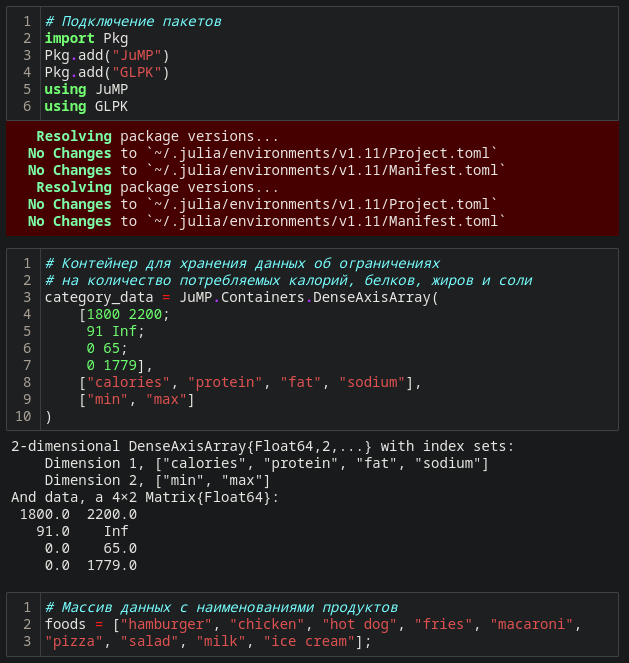 1 # Подключение пакетов
2 import Pkg
3 Pkg.add("JuMP")
4 Pkg.add("GLPK")
5 using JuMP
6 using GLPK
   Resolving package versions...
  No Changes to `~/.julia/environments/v1.11/Project.toml`
  No Changes to `~/.julia/environments/v1.11/Manifest.toml`
   Resolving package versions...
  No Changes to `~/.julia/environments/v1.11/Project.toml`
  No Changes to `~/.julia/environments/v1.11/Manifest.toml`
1 # Контейнер для хранения данных об ограничениях
2 # на количество потребляемых калорий, белков, жиров и соли
3 category_data = JuMP.Containers.DenseAxisArray(
4     [1800 2200;
5      91 Inf;
6      0 65;
7      0 1779],
8     ["calories", "protein", "fat", "sodium"],
9     ["min", "max"]
10 )
2-dimensional DenseAxisArray{Float64,2,...} with index sets:
    Dimension 1, ["calories", "protein", "fat", "sodium"]
    Dimension 2, ["min", "max"]
And data, a 4×2 Matrix{Float64}:
 1800.0  2200.0
   91.0    Inf
    0.0    65.0
    0.0  1779.0
1 # Массив данных с наименованиями продуктов
2 foods = ["hamburger", "chicken", "hot dog", "fries", "macaroni",
3 "pizza", "salad", "milk", "ice cream"];